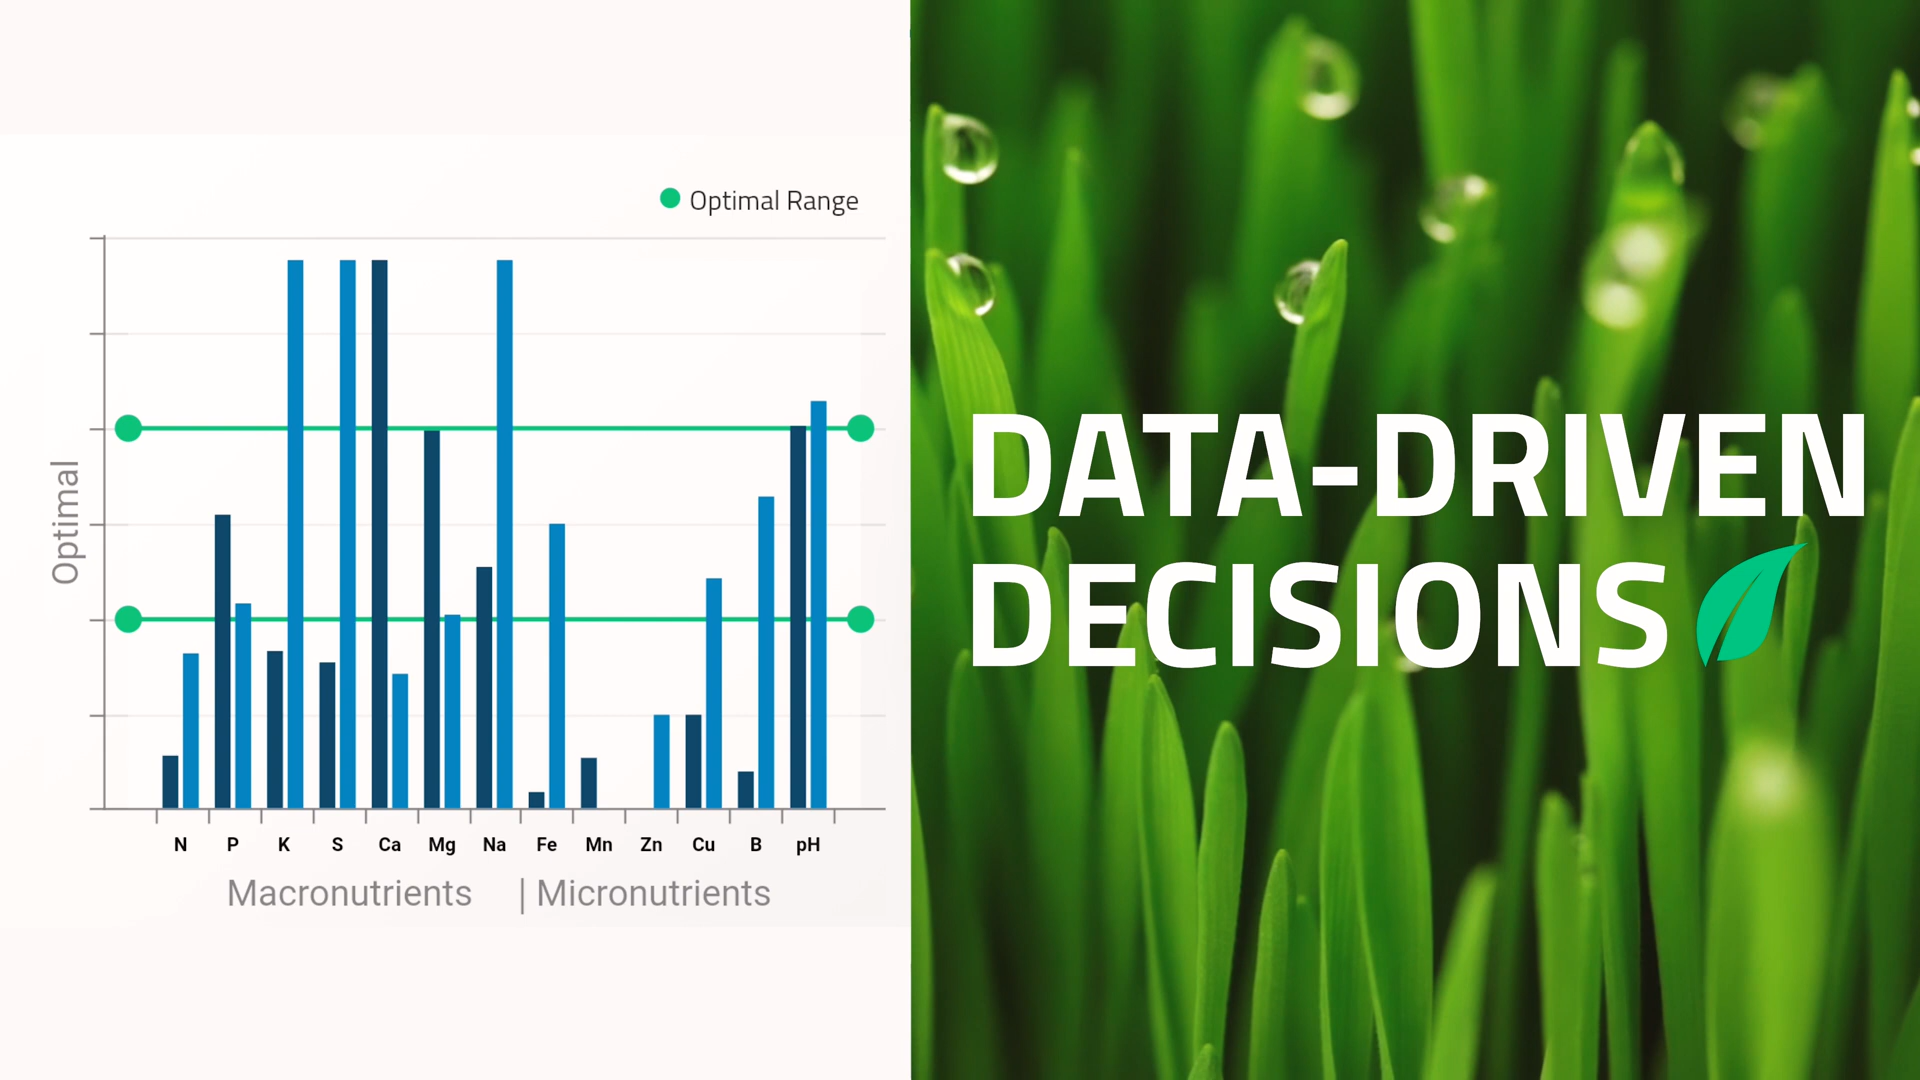 Optimal Range
Optimal
N P K S Ca Mg Na Fe Mn Zn Cu B pH
Macronutrients | Micronutrients
DATA-DRIVEN
DECISIONS